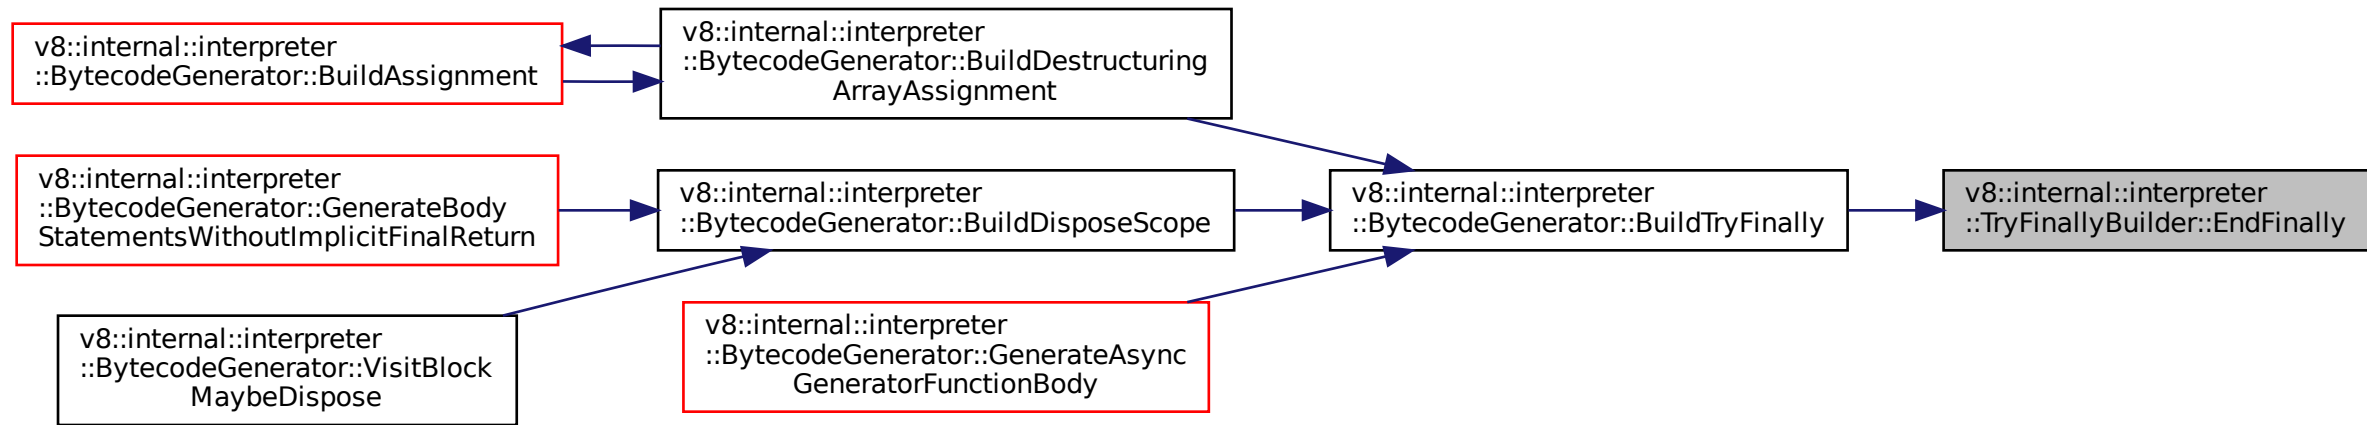 v8::internal::interpreter
::BytecodeGenerator::BuildAssignment
v8::internal::interpreter
::BytecodeGenerator::BuildDestructuring
ArrayAssignment
v8::internal::interpreter
::BytecodeGenerator::GenerateBody
StatementsWithoutImplicitFinalReturn
v8::internal::interpreter
::BytecodeGenerator::BuildDisposeScope
v8::internal::interpreter
::BytecodeGenerator::BuildTryFinally
v8::internal::interpreter
::TryFinallyBuilder::EndFinally
v8::internal::interpreter
::BytecodeGenerator::VisitBlock
MaybeDispose
v8::internal::interpreter
::BytecodeGenerator::GenerateAsync
GeneratorFunctionBody